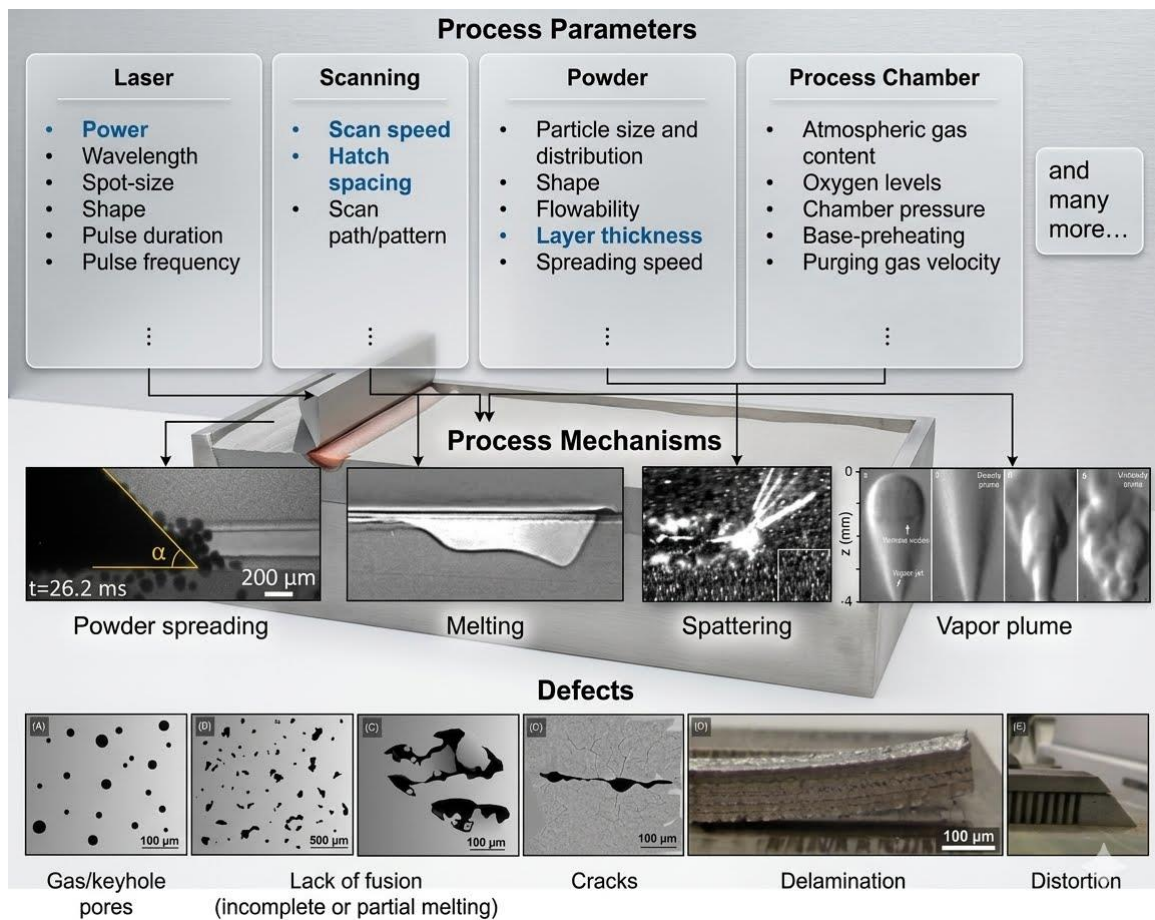 Process Parameters
Laser
• Power
• Wavelength
• Spot-size
• Shape
• Pulse duration
• Pulse frequency
⋮
Scanning
• Scan speed
• Hatch
spacing
• Scan
path/pattern
⋮
Powder
• Particle size and
distribution
• Shape
• Flowability
• Layer thickness
• Spreading speed
⋮
Process Chamber
• Atmospheric gas
content
• Oxygen levels
• Chamber pressure
• Base-preheating
• Purging gas velocity
⋮
and
many
more...
Process Mechanisms
α
t=26.2 ms
200 µm
Powder spreading
Melting
Spattering
0
z (mm)
-4
Vapor jet
Vapor plume
Defects
(A)
100 µm
Gas/keyhole
pores
(D)
500 µm
(C)
100 µm
Lack of fusion
(incomplete or partial melting)
(O)
100 µm
Cracks
(O)
100 µm
Delamination
(E)
Distortion